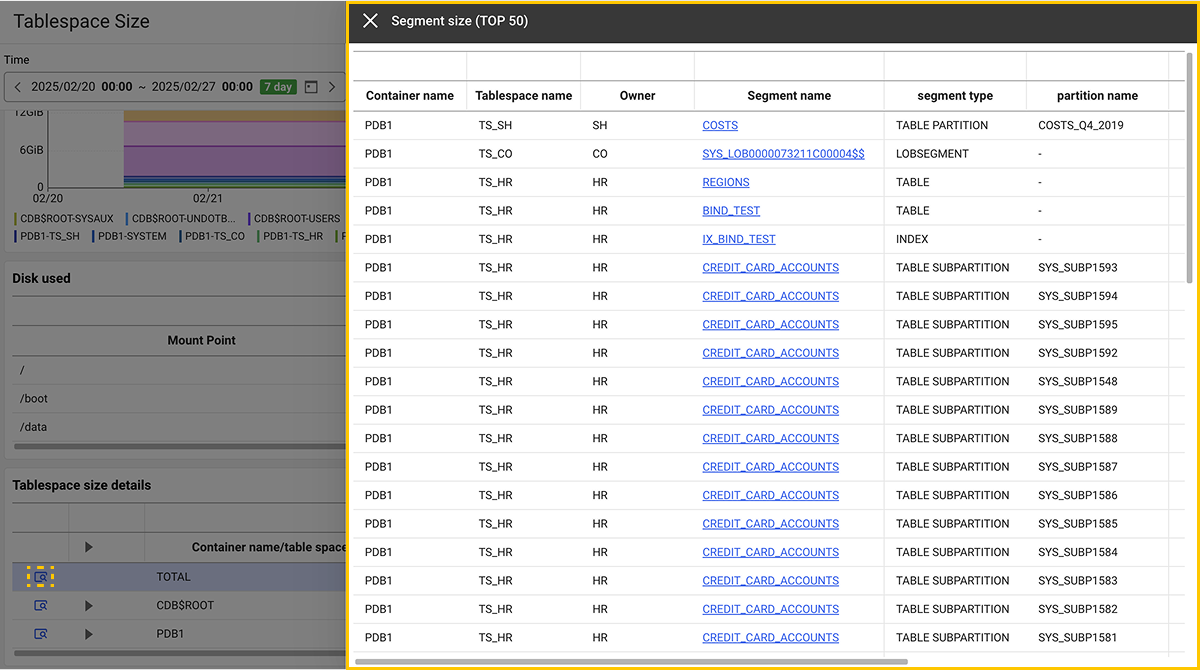 Tablespace Size
Time
2025/02/20 00:00 ~ 2025/02/27 00:00 7 day
12GiB
6GiB
0
02/20 02/21
CDB$ROOT-SYSAUX CDB$ROOT-UNDOTB... CDB$ROOT-USERS
PDB1-TS_SH PDB1-SYSTEM PDB1-TS_CO PDB1-TS_HR
Disk used
Mount Point
/
/boot
/data
Tablespace size details
Container name/table space
TOTAL
CDB$ROOT
PDB1
Segment size (TOP 50)
Container name Tablespace name Owner Segment name segment type partition name
PDB1 TS_SH SH COSTS TABLE PARTITION COSTS_Q4_2019
PDB1 TS_CO CO SYS_LOB0000073211C00004$$ LOBSEGMENT -
PDB1 TS_HR HR REGIONS TABLE -
PDB1 TS_HR HR BIND_TEST TABLE -
PDB1 TS_HR HR IX_BIND_TEST INDEX -
PDB1 TS_HR HR CREDIT_CARD_ACCOUNTS TABLE SUBPARTITION SYS_SUBP1593
PDB1 TS_HR HR CREDIT_CARD_ACCOUNTS TABLE SUBPARTITION SYS_SUBP1594
PDB1 TS_HR HR CREDIT_CARD_ACCOUNTS TABLE SUBPARTITION SYS_SUBP1595
PDB1 TS_HR HR CREDIT_CARD_ACCOUNTS TABLE SUBPARTITION SYS_SUBP1592
PDB1 TS_HR HR CREDIT_CARD_ACCOUNTS TABLE SUBPARTITION SYS_SUBP1548
PDB1 TS_HR HR CREDIT_CARD_ACCOUNTS TABLE SUBPARTITION SYS_SUBP1589
PDB1 TS_HR HR CREDIT_CARD_ACCOUNTS TABLE SUBPARTITION SYS_SUBP1588
PDB1 TS_HR HR CREDIT_CARD_ACCOUNTS TABLE SUBPARTITION SYS_SUBP1587
PDB1 TS_HR HR CREDIT_CARD_ACCOUNTS TABLE SUBPARTITION SYS_SUBP1586
PDB1 TS_HR HR CREDIT_CARD_ACCOUNTS TABLE SUBPARTITION SYS_SUBP1585
PDB1 TS_HR HR CREDIT_CARD_ACCOUNTS TABLE SUBPARTITION SYS_SUBP1584
PDB1 TS_HR HR CREDIT_CARD_ACCOUNTS TABLE SUBPARTITION SYS_SUBP1583
PDB1 TS_HR HR CREDIT_CARD_ACCOUNTS TABLE SUBPARTITION SYS_SUBP1582
PDB1 TS_HR HR CREDIT_CARD_ACCOUNTS TABLE SUBPARTITION SYS_SUBP1581